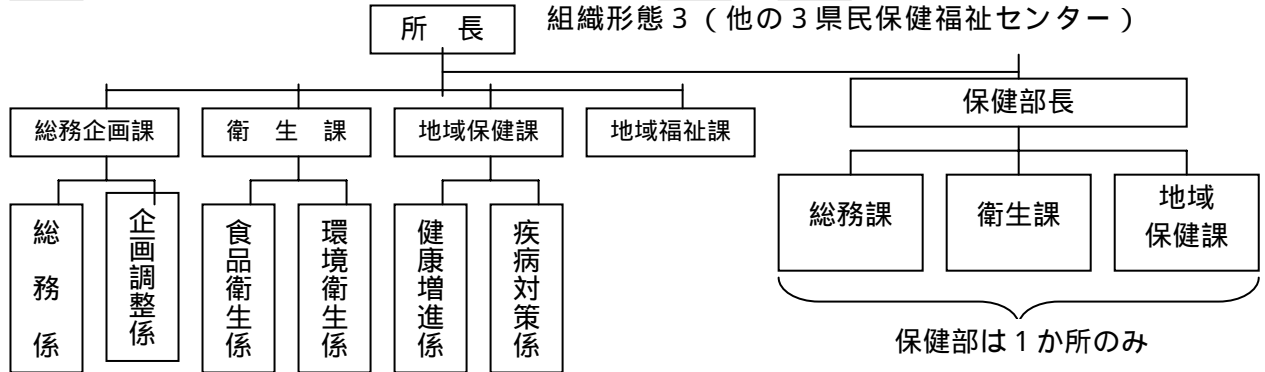 組織形態３（他の３県民保健福祉センター）
所　長
保健部長
総務企画課
衛　生　課
地域保健課
地域福祉課
総務係
企画調整係
食品衛生係
環境衛生係
健康増進係
疾病対策係
総務課
衛生課
地域
保健課
保健部は１か所のみ